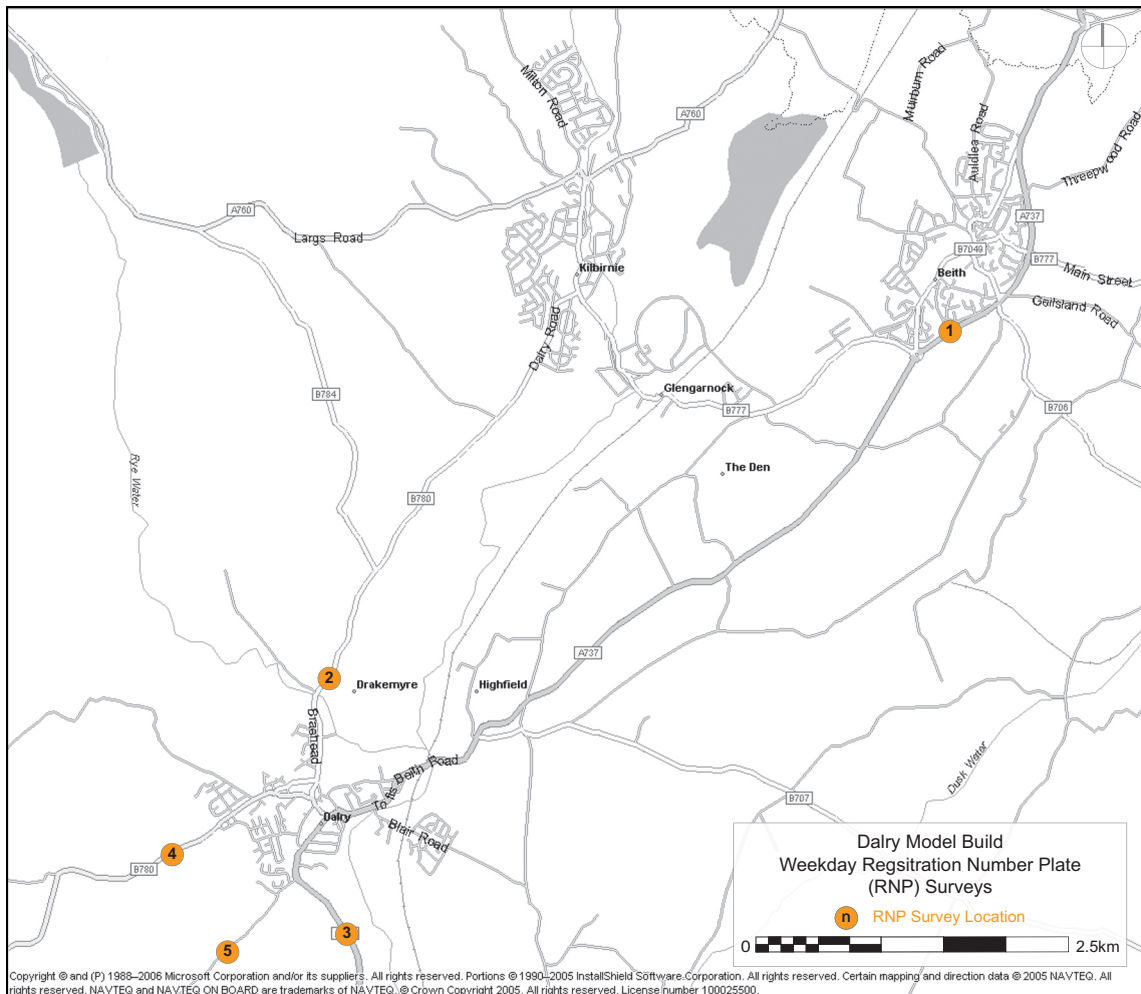 Milton Road
A760
Muirburn Road
Auldlea Road
Threepwood Road
A760
A737
Largs Road
B7049
B777
Main Street
Kilbirnie
Beith
Geilsland Road
1
Dalry Road
B784
Glengarnock
B777
B706
The Den
Rye Water
B780
A737
2
Drakemyre
Highfield
Braehead
Dusk Water
To fts Beith Road
B707
Dalry
Blair Road
4
B780
3
5
Dalry Model Build
Weekday Regsitration Number Plate
(RNP) Surveys
n RNP Survey Location
0 2.5km
Copyright © and (P) 1988–2006 Microsoft Corporation and/or its suppliers. All rights reserved. Portions © 1990–2005 InstallShield Software Corporation. All rights reserved. Certain mapping and direction data © 2005 NAVTEQ. All
rights reserved. NAVTEQ and NAVTEQ ON BOARD are trademarks of NAVTEQ. © Crown Copyright 2005. All rights reserved. License number 100025500.